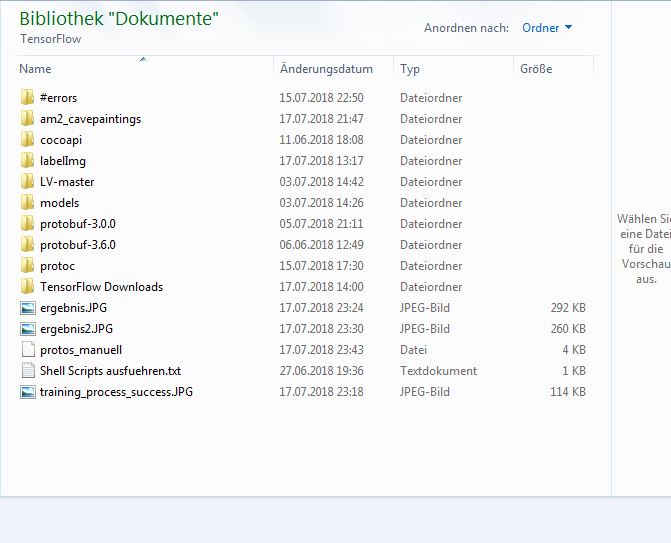 Bibliothek "Dokumente"
TensorFlow
Anordnen nach: Ordner
Name Änderungsdatum Typ Größe
#errors 15.07.2018 22:50 Dateiordner
am2_cavepaintings 17.07.2018 21:47 Dateiordner
cocoapi 11.06.2018 18:08 Dateiordner
labelImg 17.07.2018 13:17 Dateiordner
LV-master 03.07.2018 14:42 Dateiordner
models 03.07.2018 14:26 Dateiordner
protobuf-3.0.0 05.07.2018 21:11 Dateiordner
protobuf-3.6.0 06.06.2018 12:49 Dateiordner
protoc 15.07.2018 17:30 Dateiordner
TensorFlow Downloads 17.07.2018 14:00 Dateiordner
ergebnis.JPG 17.07.2018 23:24 JPEG-Bild 292 KB
ergebnis2.JPG 17.07.2018 23:30 JPEG-Bild 260 KB
protos_manuell 17.07.2018 23:43 Datei 4 KB
Shell Scripts ausfuehren.txt 27.06.2018 19:36 Textdokument 1 KB
training_process_success.JPG 17.07.2018 23:18 JPEG-Bild 114 KB
Wählen Sie
eine Datei
für die
Vorschau
aus.